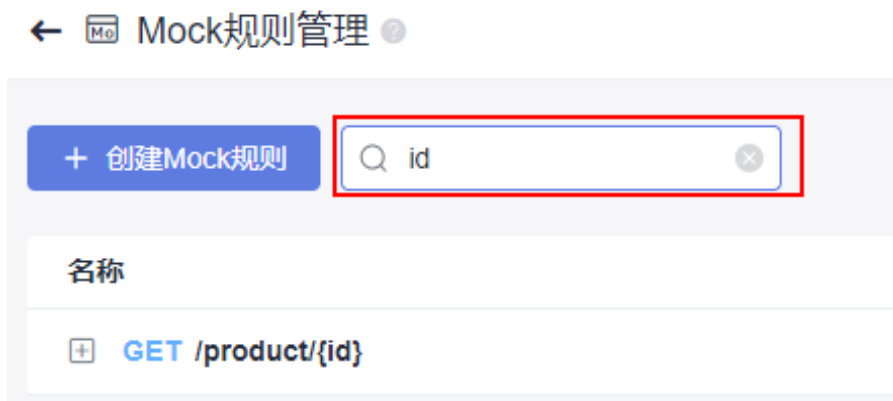 Mo Mock规则管理 ?
+ 创建Mock规则 id
名称
GET /product/{id}